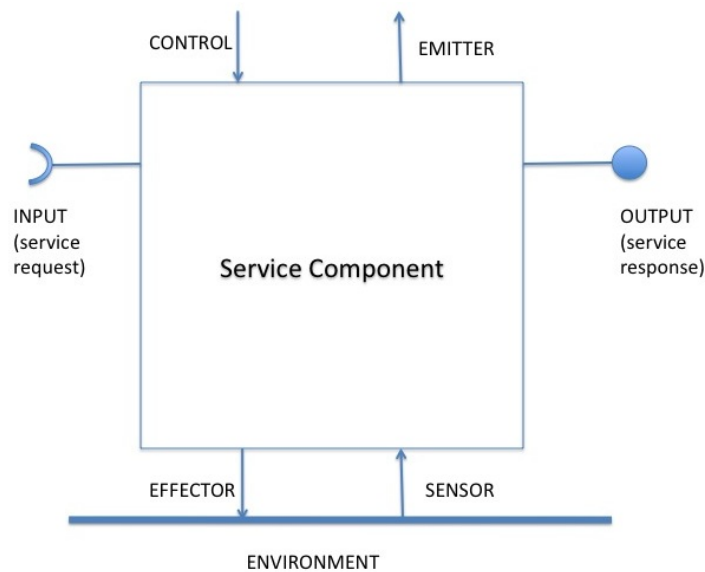 CONTROL
EMITTER
INPUT
(service
request)
OUTPUT
(service
response)
Service Component
EFFECTOR
SENSOR
ENVIRONMENT